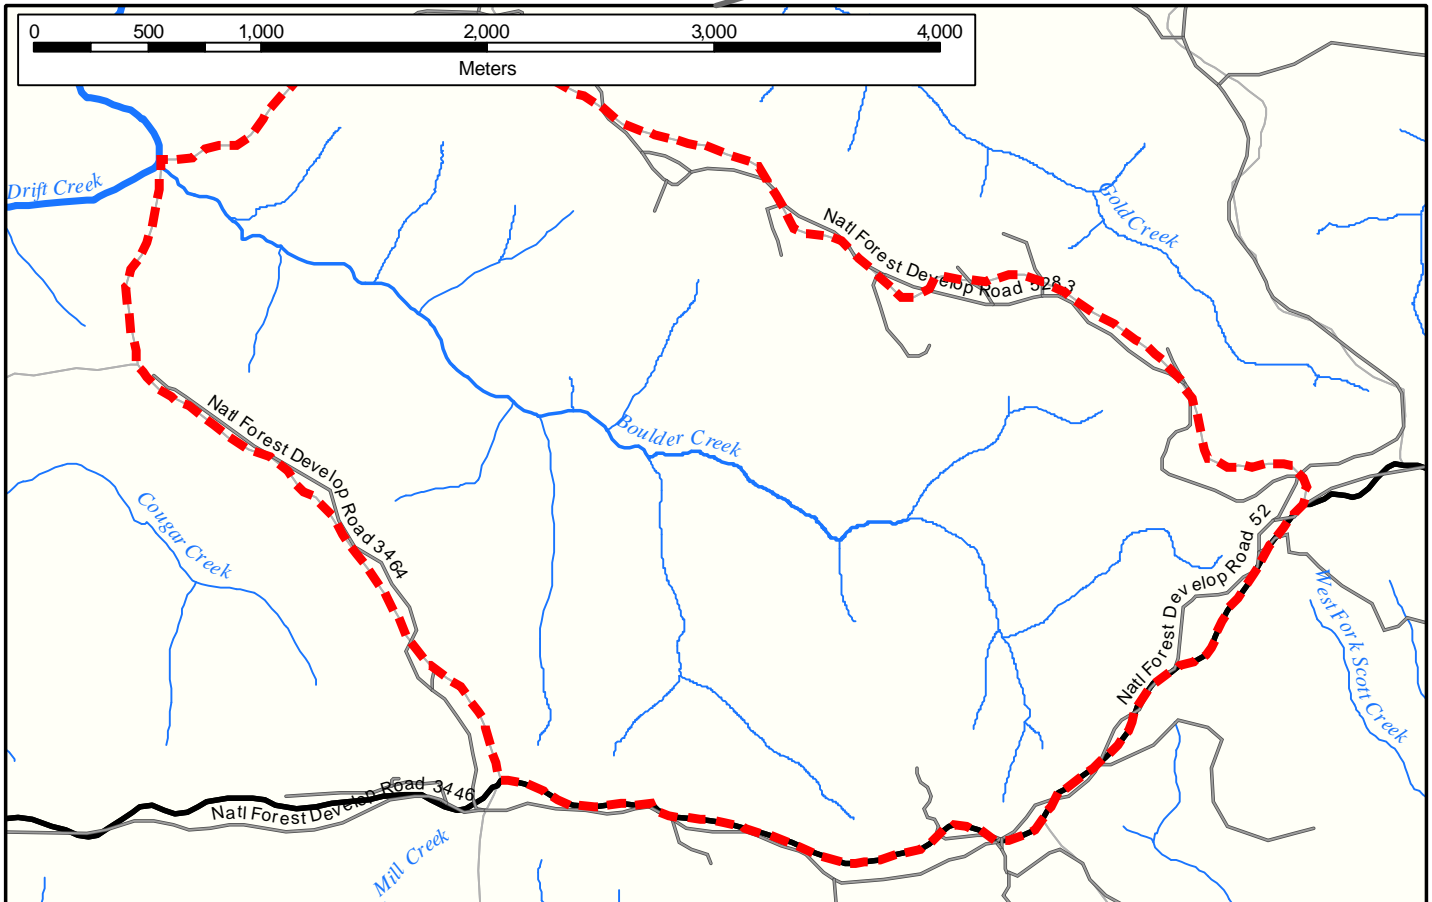 0 500 1,000 2,000 3,000 4,000
Meters
Drift Creek
Gold Creek
Natl Forest Develop Road 5283
Natl Forest Develop Road 3464
Boulder Creek
Cougar Creek
Natl Forest Develop Road 52
West Fork Scott Creek
Natl Forest Develop Road 3446
Mill Creek